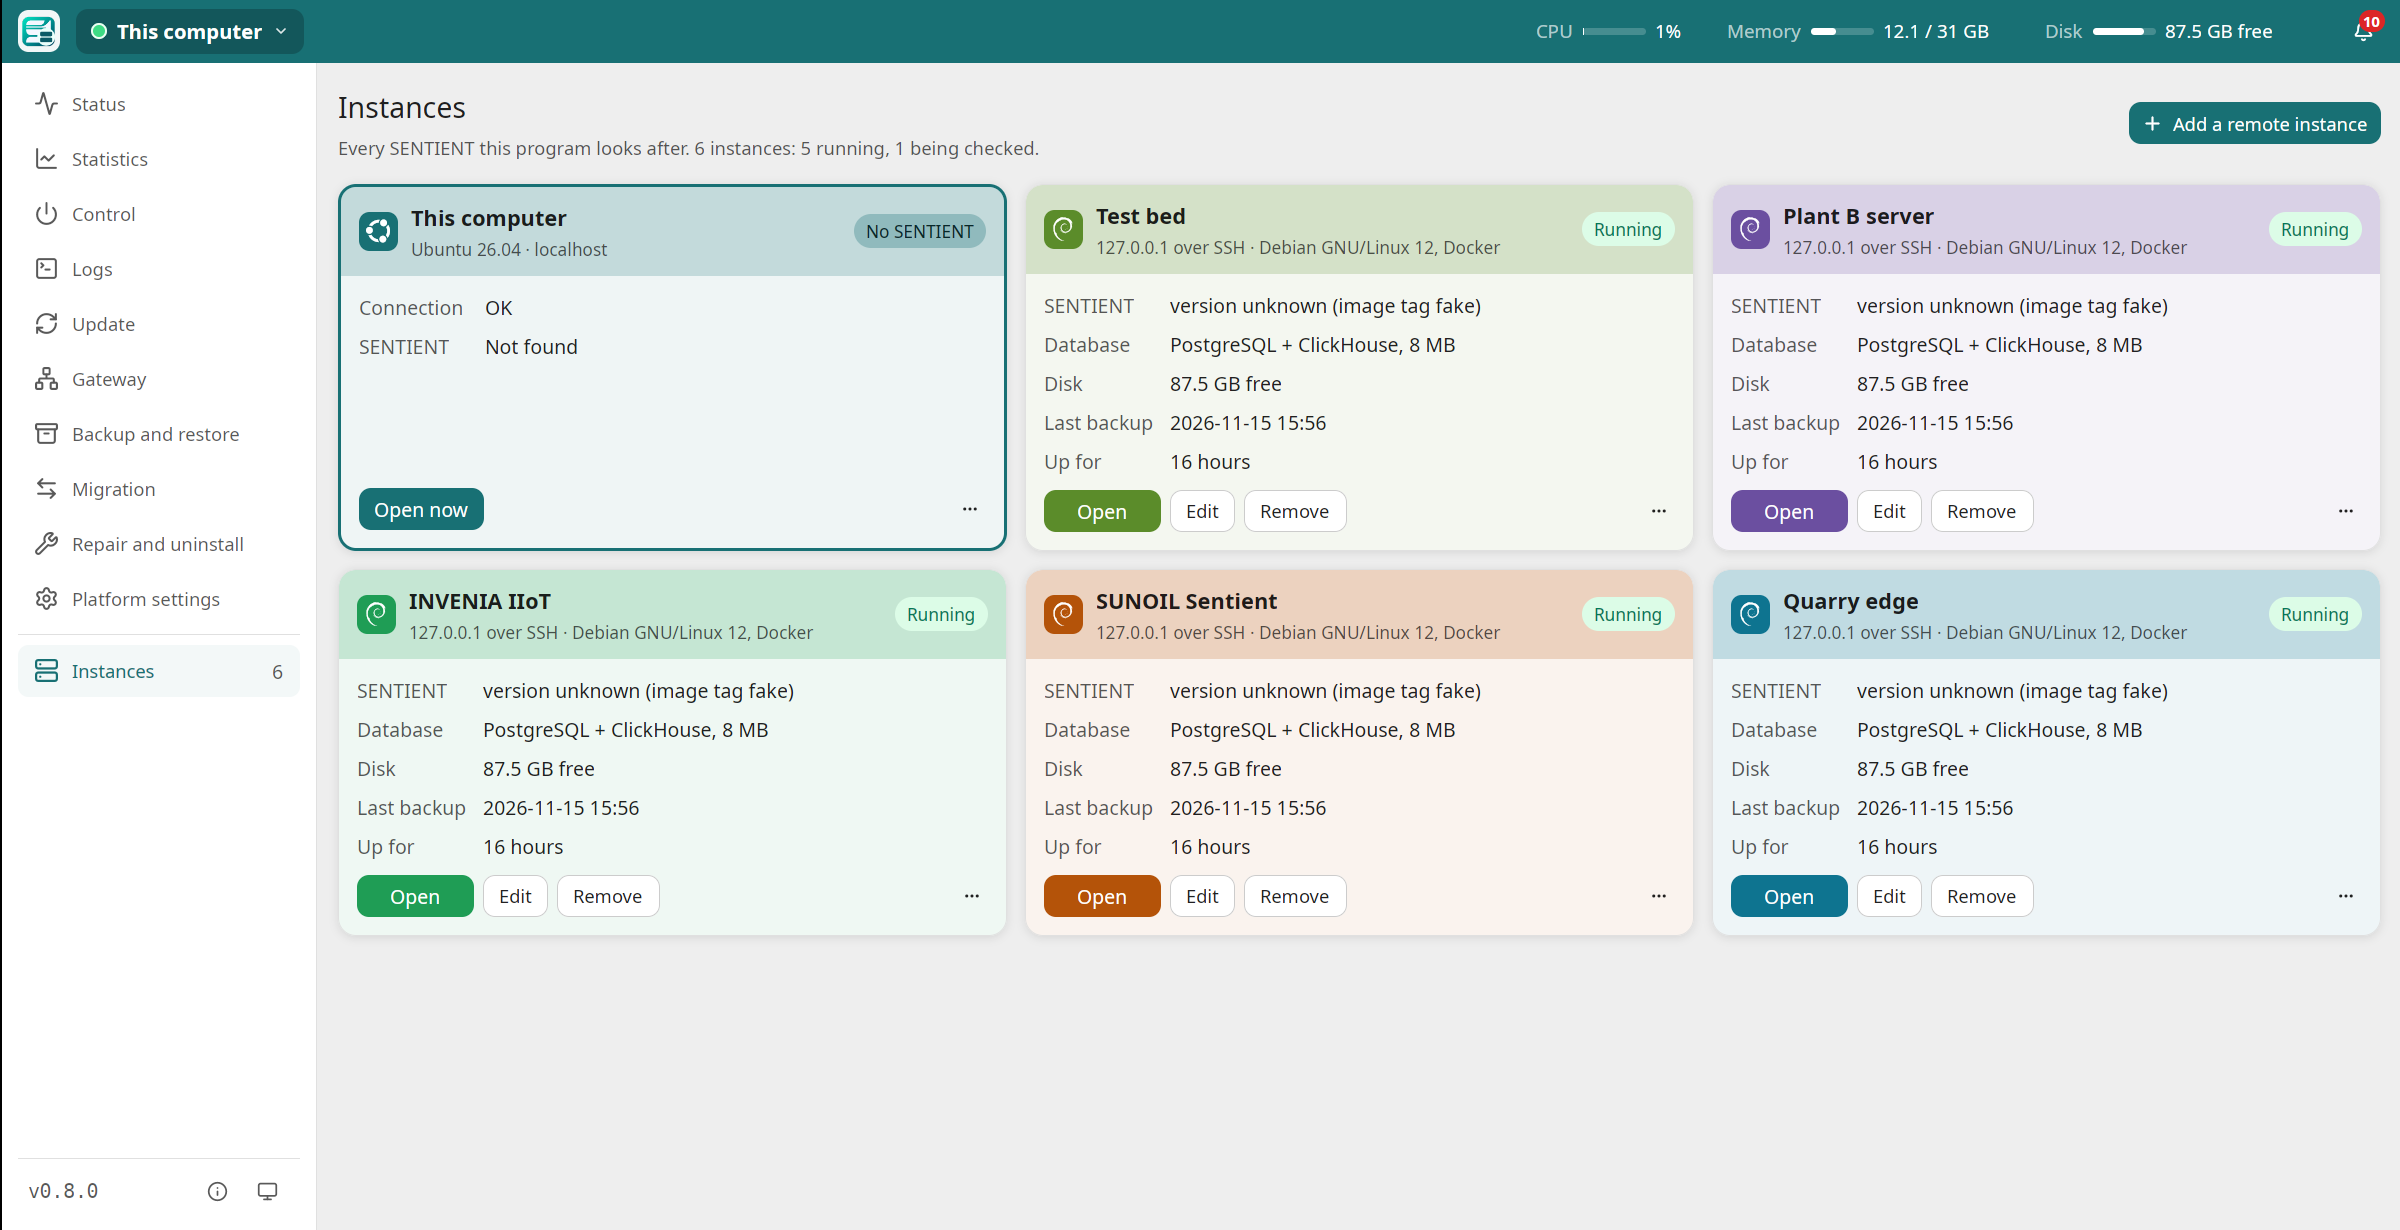 This computer
CPU 1%
Memory 12.1 / 31 GB
Disk 87.5 GB free
10
Status
Statistics
Control
Logs
Update
Gateway
Backup and restore
Migration
Repair and uninstall
Platform settings
Instances 6
v0.8.0
Instances
Every SENTIENT this program looks after. 6 instances: 5 running, 1 being checked.
+ Add a remote instance
This computer
Ubuntu 26.04 · localhost
No SENTIENT
Connection OK
SENTIENT Not found
Open now
Test bed
127.0.0.1 over SSH · Debian GNU/Linux 12, Docker
Running
SENTIENT version unknown (image tag fake)
Database PostgreSQL + ClickHouse, 8 MB
Disk 87.5 GB free
Last backup 2026-11-15 15:56
Up for 16 hours
Open Edit Remove
Plant B server
127.0.0.1 over SSH · Debian GNU/Linux 12, Docker
Running
SENTIENT version unknown (image tag fake)
Database PostgreSQL + ClickHouse, 8 MB
Disk 87.5 GB free
Last backup 2026-11-15 15:56
Up for 16 hours
Open Edit Remove
INVENIA IIoT
127.0.0.1 over SSH · Debian GNU/Linux 12, Docker
Running
SENTIENT version unknown (image tag fake)
Database PostgreSQL + ClickHouse, 8 MB
Disk 87.5 GB free
Last backup 2026-11-15 15:56
Up for 16 hours
Open Edit Remove
SUNOIL Sentient
127.0.0.1 over SSH · Debian GNU/Linux 12, Docker
Running
SENTIENT version unknown (image tag fake)
Database PostgreSQL + ClickHouse, 8 MB
Disk 87.5 GB free
Last backup 2026-11-15 15:56
Up for 16 hours
Open Edit Remove
Quarry edge
127.0.0.1 over SSH · Debian GNU/Linux 12, Docker
Running
SENTIENT version unknown (image tag fake)
Database PostgreSQL + ClickHouse, 8 MB
Disk 87.5 GB free
Last backup 2026-11-15 15:56
Up for 16 hours
Open Edit Remove